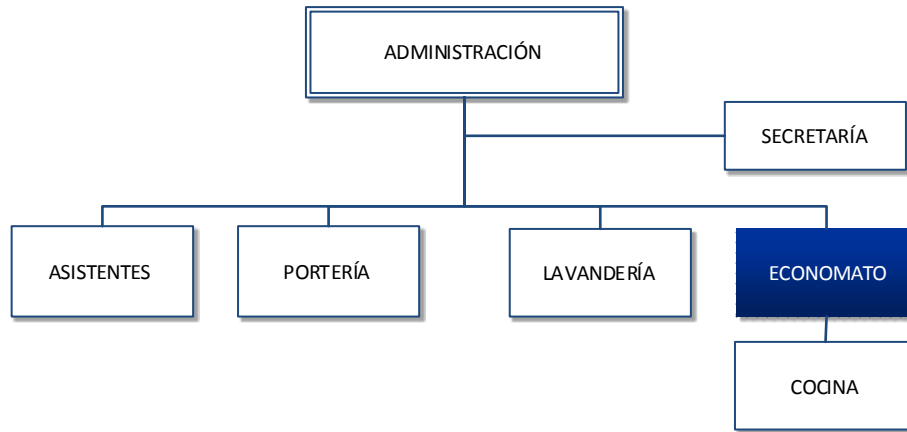 ADMINISTRACIÓN
SECRETARÍA
ASISTENTES
PORTERÍA
LAVANDERÍA
ECONOMATO
COCINA